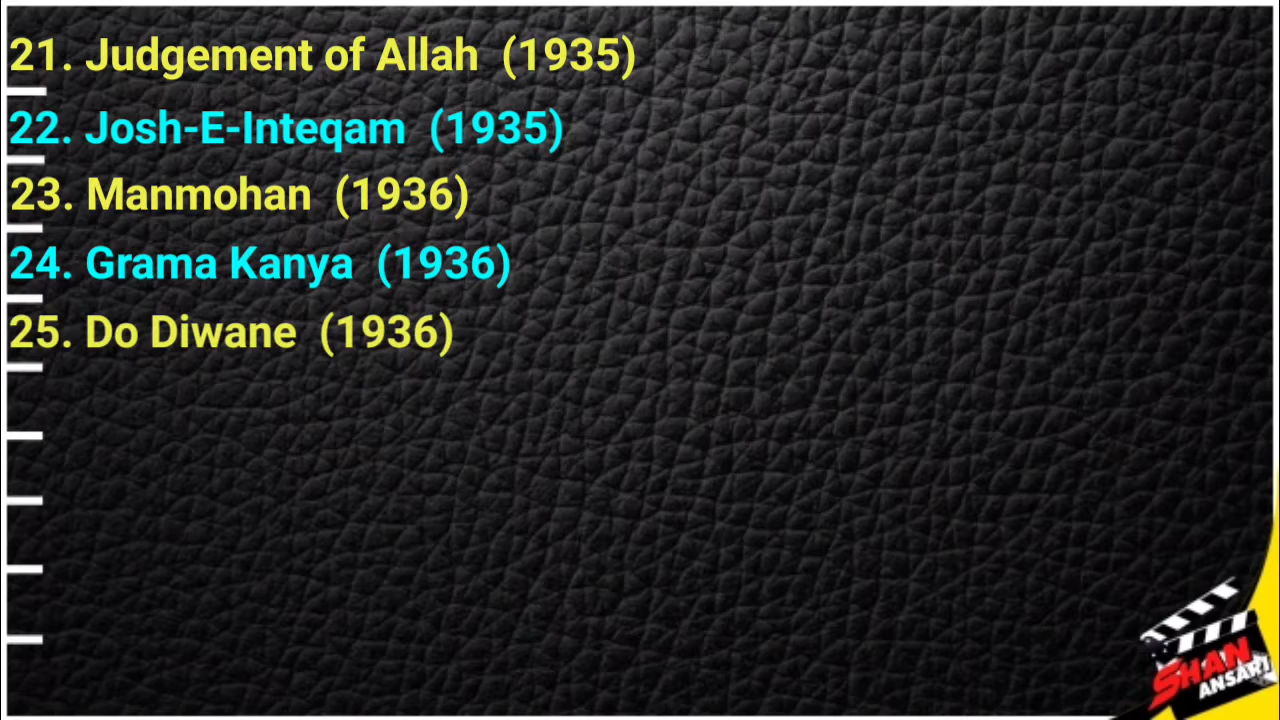 21. Judgement of Allah (1935)
22. Josh-E-Inteqam (1935)
23. Manmohan (1936)
24. Grama Kanya (1936)
25. Do Diwane (1936)
SHAN
ANSARI